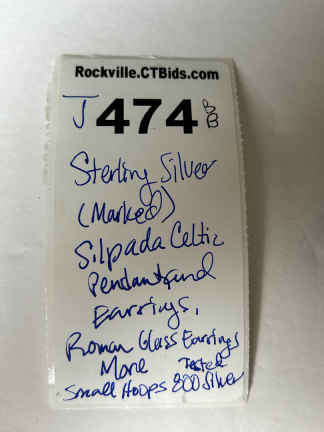 Rockville.CTBids.com
J 474 BB
Sterling Silver
(Marked)
Silpada Celtic
Pendant and
Earrings,
Roman Glass Earrings
More Tested
Small Hoops 800 Silver